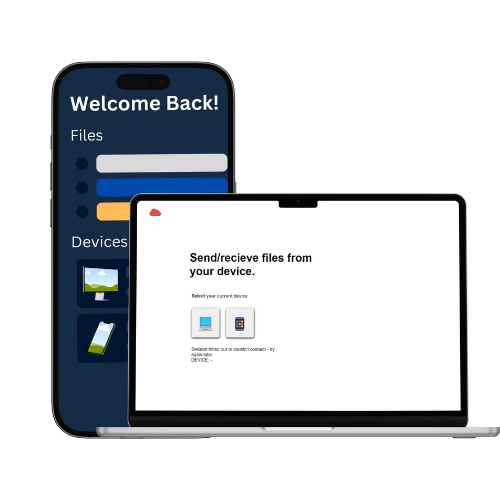 Welcome Back!
Files
Devices
Send/recieve files from
your device.
Select your current device
Session timed out or couldn't connect - try
again later.
DEVICE: -